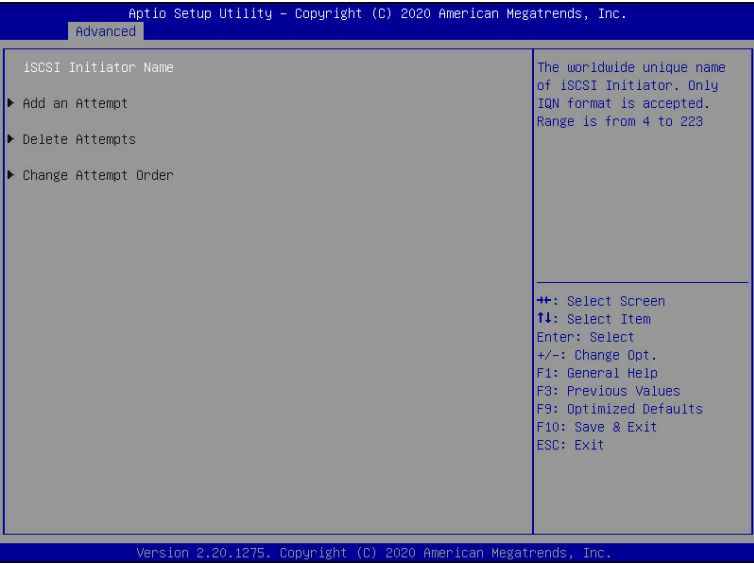 Aptio Setup Utility – Copyright (C) 2020 American Megatrends, Inc.
Advanced
iSCSI Initiator Name
▶ Add an Attempt
▶ Delete Attempts
▶ Change Attempt Order
The worldwide unique name
of iSCSI Initiator. Only
IQN format is accepted.
Range is from 4 to 223
→←: Select Screen
↑↓: Select Item
Enter: Select
+/-: Change Opt.
F1: General Help
F3: Previous Values
F9: Optimized Defaults
F10: Save & Exit
ESC: Exit
Version 2.20.1275. Copyright (C) 2020 American Megatrends, Inc.